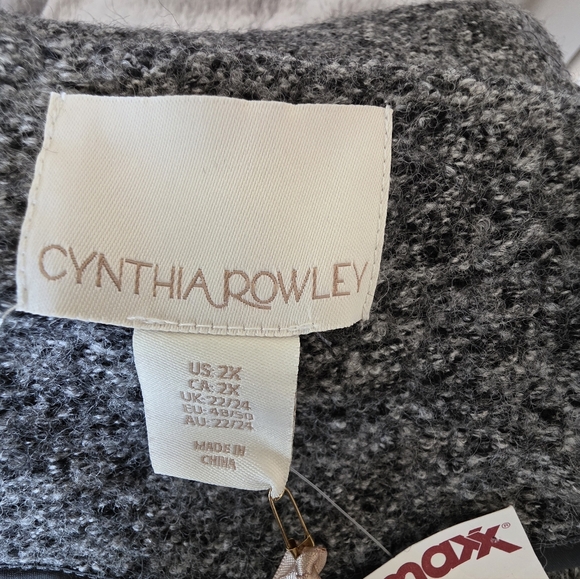 CYNTHIA ROWLEY
US: 2X
CA: 2X
UK: 22/24
EU: 48/50
AU: 22/24
MADE IN
CHINA
maxx®